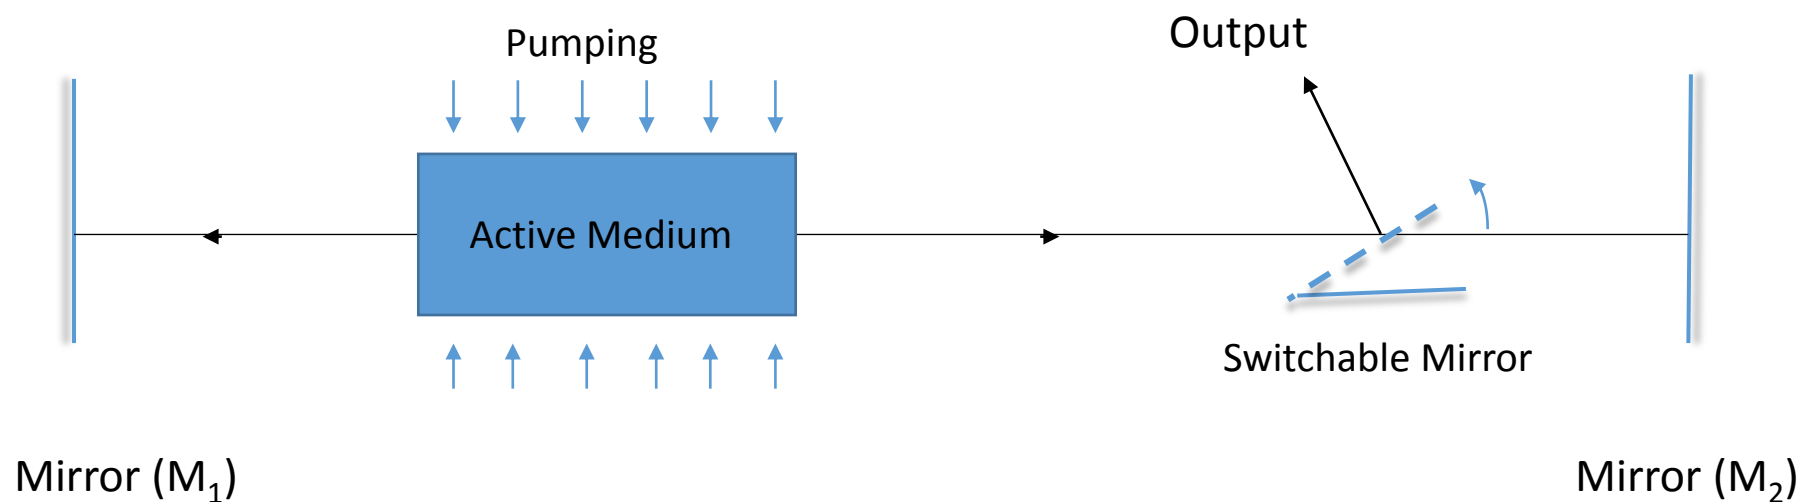 Pumping
Output
Active Medium
Switchable Mirror
Mirror (M₁)
Mirror (M₂)